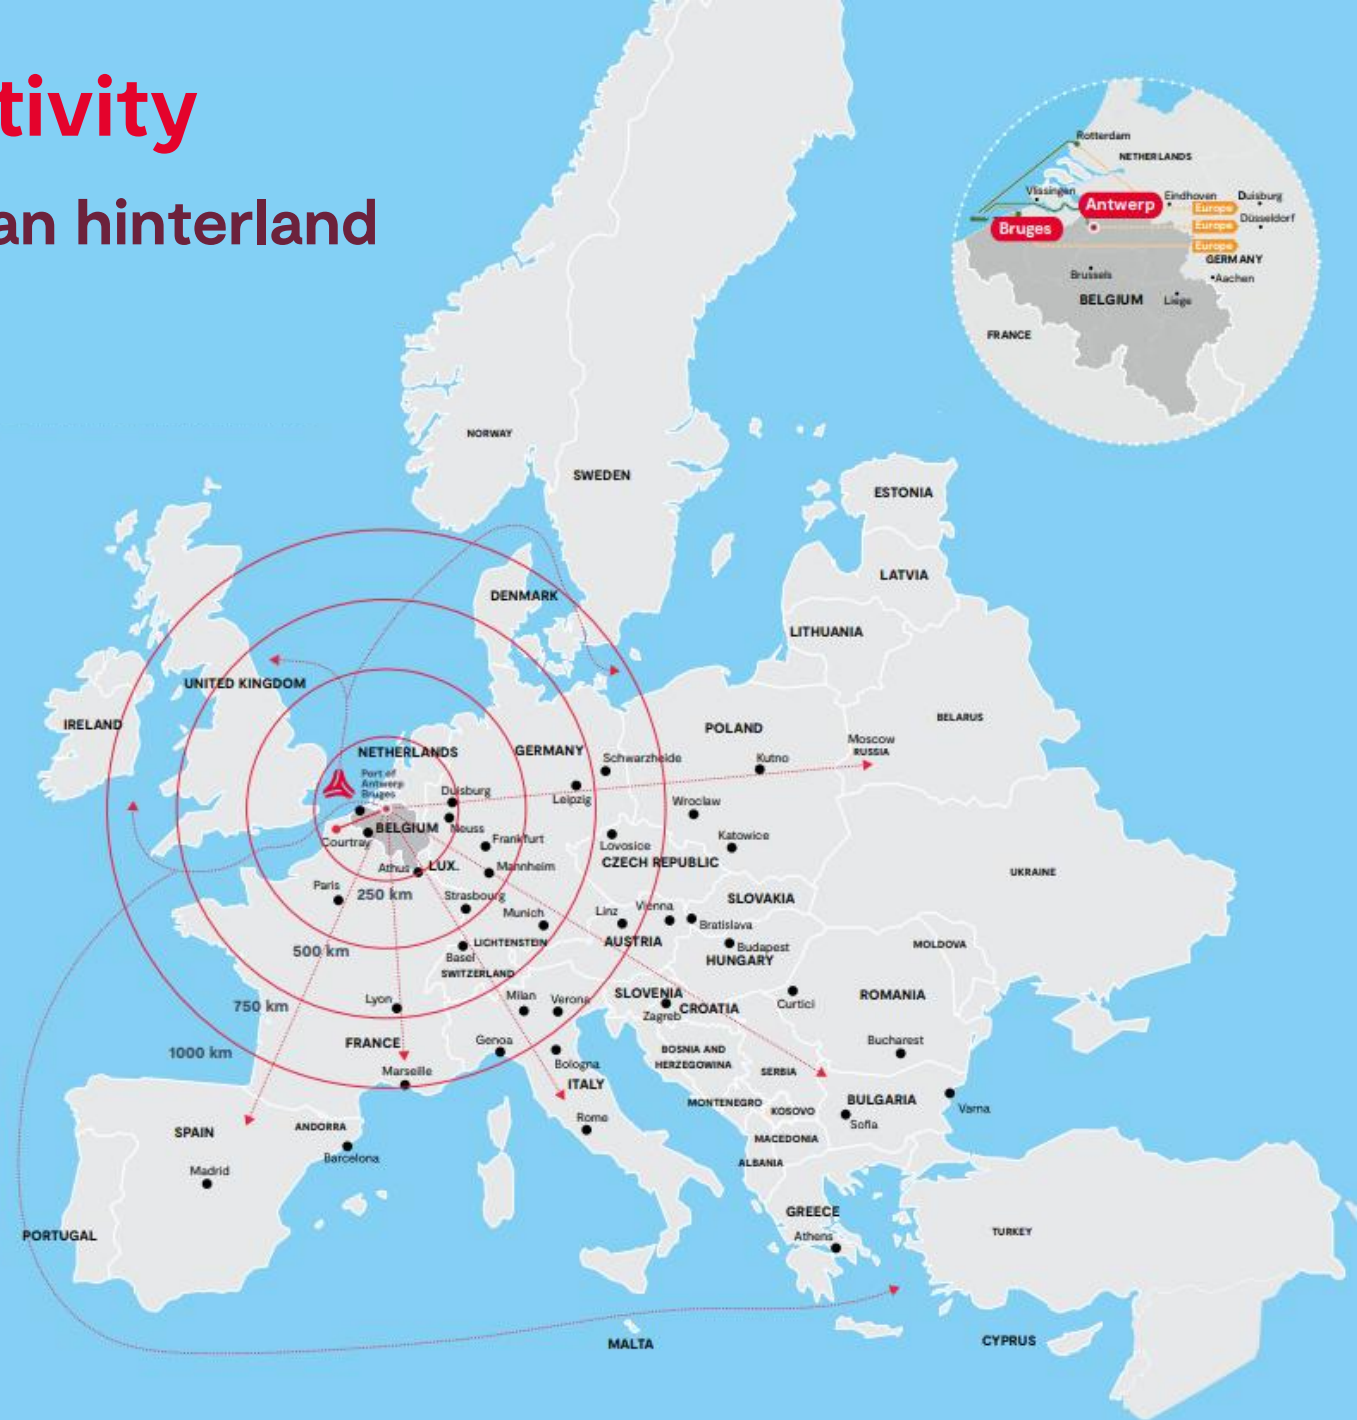 tivity
an hinterland
Rotterdam
NETHERLANDS
Vlissingen
Antwerp
Eindhoven
Duisburg
Europe
Düsseldorf
Europe
Bruges
Europe
GERMANY
Brussels
Aachen
BELGIUM
Liege
FRANCE
NORWAY
SWEDEN
ESTONIA
LATVIA
DENMARK
LITHUANIA
UNITED KINGDOM
IRELAND
BELARUS
POLAND
Moscow
RUSSIA
NETHERLANDS
GERMANY
Schwarzheide
Kutno
Port of
Antwerp
Bruges
Duisburg
Leipzig
Wroclaw
BELGIUM
Neuss
Courtray
Frankfurt
Lovosice
Katowice
CZECH REPUBLIC
Athus
LUX.
Mannheim
UKRAINE
Paris
250 km
Strasbourg
SLOVAKIA
Munich
Linz
Vienna
Bratislava
LICHTENSTEIN
AUSTRIA
Budapest
MOLDOVA
500 km
Basel
HUNGARY
SWITZERLAND
Lyon
Milan
Verona
SLOVENIA
Curtici
ROMANIA
750 km
Zagreb
CROATIA
FRANCE
Genoa
Bucharest
1000 km
BOSNIA AND
HERZEGOWINA
Marseille
Bologna
SERBIA
ITALY
MONTENEGRO
BULGARIA
Varna
KOSOVO
Rome
Sofia
SPAIN
ANDORRA
MACEDONIA
Barcelona
ALBANIA
Madrid
GREECE
PORTUGAL
Athens
TURKEY
MALTA
CYPRUS